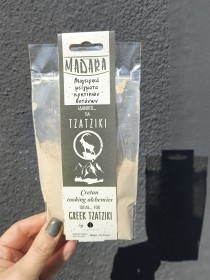 MADARA
Μαγειρικά
μείγματα
κρητικών
βοτάνων
ΙΔΑΝΙΚΟ...
ΓΙΑ
TZATZIKI
Cretan
cooking alchemies
IDEAL... FOR
GREEK TZATZIKI